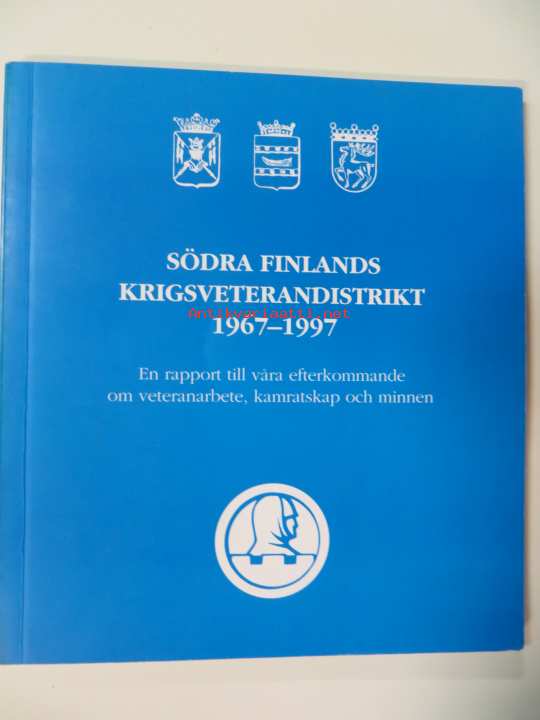 SÖDRA FINLANDS
KRIGSVETERANDISTRIKT
Antikvariaatti.net
1967–1997
En rapport till våra efterkommande
om veteranarbete, kamratskap och minnen